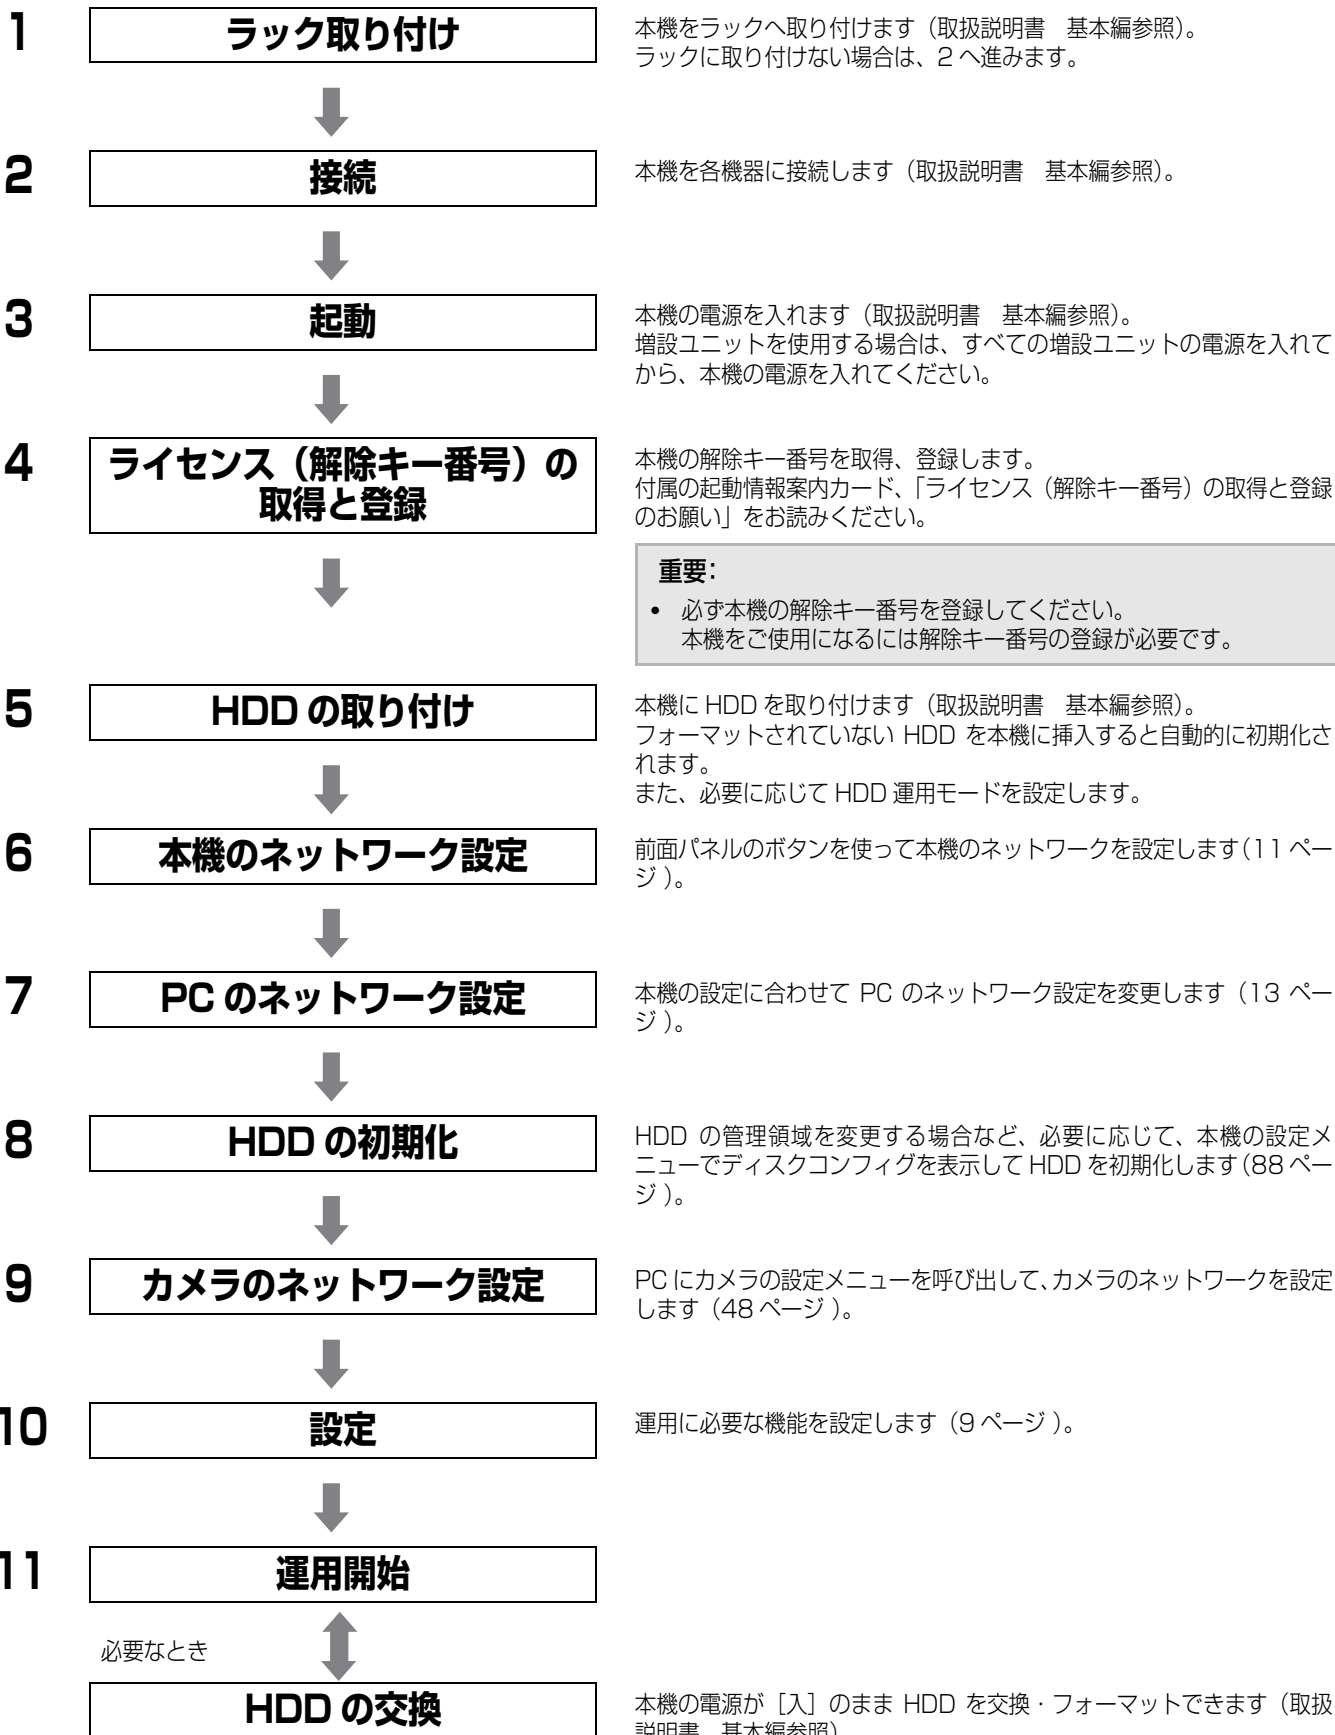 1
ラック取り付け
本機をラックへ取り付けます（取扱説明書　基本編参照）。
ラックに取り付けない場合は、2 へ進みます。
2
接続
本機を各機器に接続します（取扱説明書　基本編参照）。
3
起動
本機の電源を入れます（取扱説明書　基本編参照）。
増設ユニットを使用する場合は、すべての増設ユニットの電源を入れて
から、本機の電源を入れてください。
4
ライセンス（解除キー番号）の
取得と登録
本機の解除キー番号を取得、登録します。
付属の起動情報案内カード、「ライセンス（解除キー番号）の取得と登録
のお願い」をお読みください。
重要：
• 必ず本機の解除キー番号を登録してください。
本機をご使用になるには解除キー番号の登録が必要です。
5
HDD の取り付け
本機に HDD を取り付けます（取扱説明書　基本編参照）。
フォーマットされていない HDD を本機に挿入すると自動的に初期化さ
れます。
また、必要に応じて HDD 運用モードを設定します。
6
本機のネットワーク設定
前面パネルのボタンを使って本機のネットワークを設定します（11 ペー
ジ ）。
7
PC のネットワーク設定
本機の設定に合わせて PC のネットワーク設定を変更します（13 ペー
ジ ）。
8
HDD の初期化
HDD の管理領域を変更する場合など、必要に応じて、本機の設定メ
ニューでディスクコンフィグを表示して HDD を初期化します（88 ペー
ジ ）。
9
カメラのネットワーク設定
PC にカメラの設定メニューを呼び出して、カメラのネットワークを設定
します（48 ページ ）。
10
設定
運用に必要な機能を設定します（9 ページ ）。
11
運用開始
必要なとき
HDD の交換
本機の電源が［入］のまま HDD を交換・フォーマットできます（取扱
説明書　基本編参照）